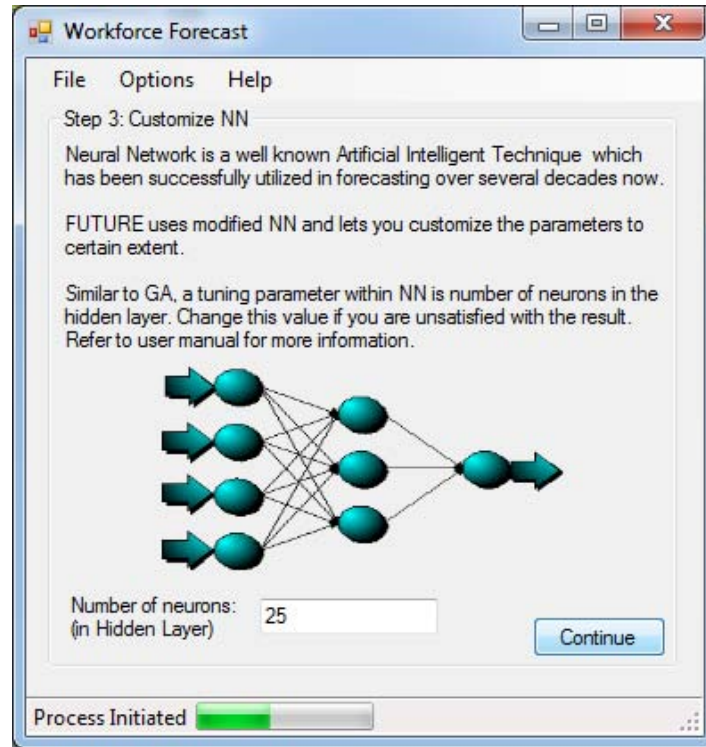 Workforce Forecast
File Options Help
Step 3: Customize NN
Neural Network is a well known Artificial Intelligent Technique which
has been successfully utilized in forecasting over several decades now.
FUTURE uses modified NN and lets you customize the parameters to
certain extent.
Similar to GA, a tuning parameter within NN is number of neurons in the
hidden layer. Change this value if you are unsatisfied with the result.
Refer to user manual for more information.
Number of neurons:
(in Hidden Layer)
25
Continue
Process Initiated